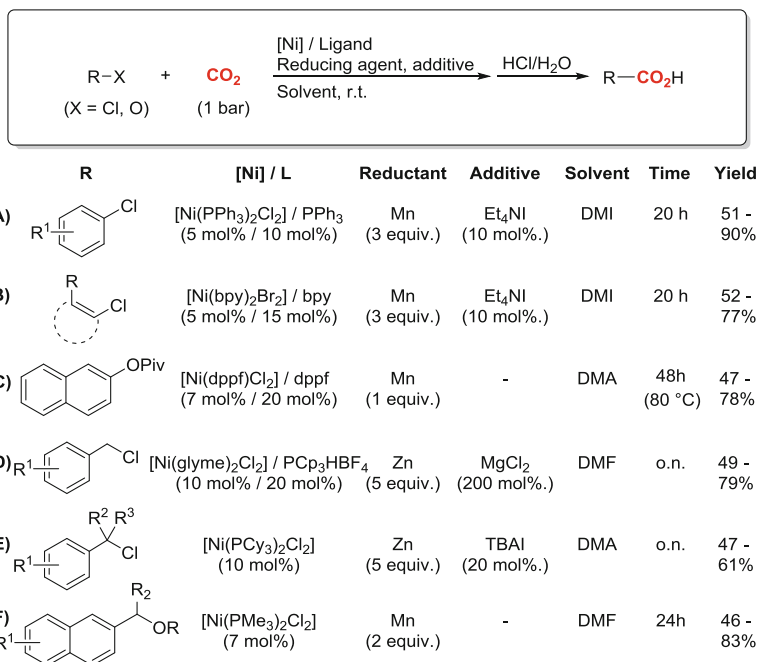 [Ni] / Ligand
R–X + CO₂ Reducing agent, additive HCl/H₂O R–CO₂H
(X = Cl, O) (1 bar) Solvent, r.t.
R [Ni] / L Reductant Additive Solvent Time Yield
A) R¹ Cl [Ni(PPh₃)₂Cl₂] / PPh₃ Mn Et₄NI DMI 20 h 51 -
(5 mol% / 10 mol%) (3 equiv.) (10 mol%.) 90%
B) R Cl [Ni(bpy)₂Br₂] / bpy Mn Et₄NI DMI 20 h 52 -
(5 mol% / 15 mol%) (3 equiv.) (10 mol%.) 77%
C) OPiv [Ni(dppf)Cl₂] / dppf Mn - DMA 48h 47 -
(7 mol% / 20 mol%) (1 equiv.) (80 °C) 78%
D) R¹ Cl [Ni(glyme)₂Cl₂] / PCp₃HBF₄ Zn MgCl₂ DMF o.n. 49 -
(10 mol% / 20 mol%) (5 equiv.) (200 mol%.) 79%
E) R¹ R² R³ Cl [Ni(PCy₃)₂Cl₂] Zn TBAI DMA o.n. 47 -
(10 mol%) (5 equiv.) (20 mol%.) 61%
F) R¹ R₂ OR [Ni(PMe₃)₂Cl₂] Mn - DMF 24h 46 -
(7 mol%) (2 equiv.) 83%